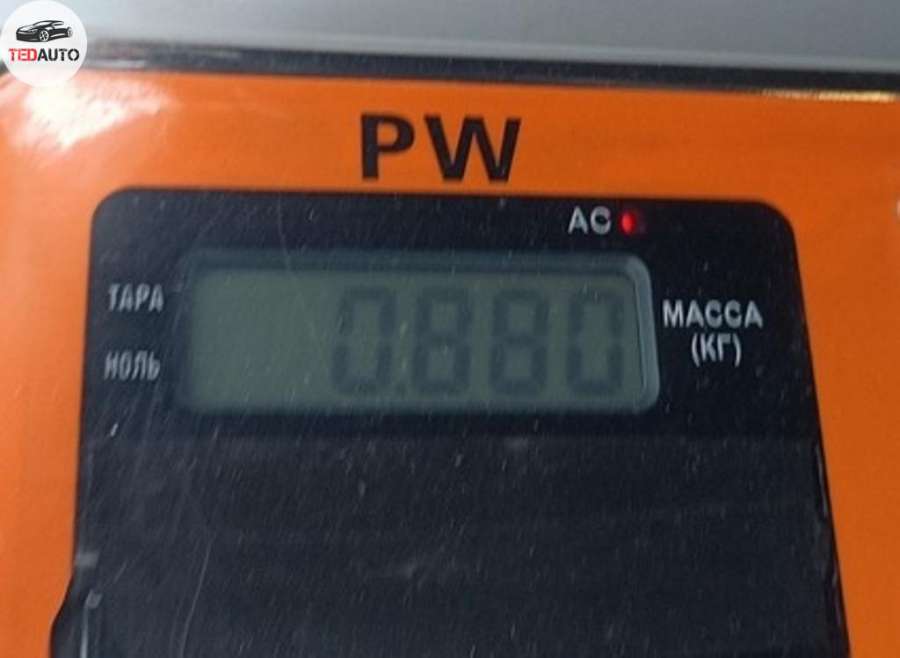 TEDAUTO
PW
AC
ТАРА
НОЛЬ
0.880
МАССА
(КГ)